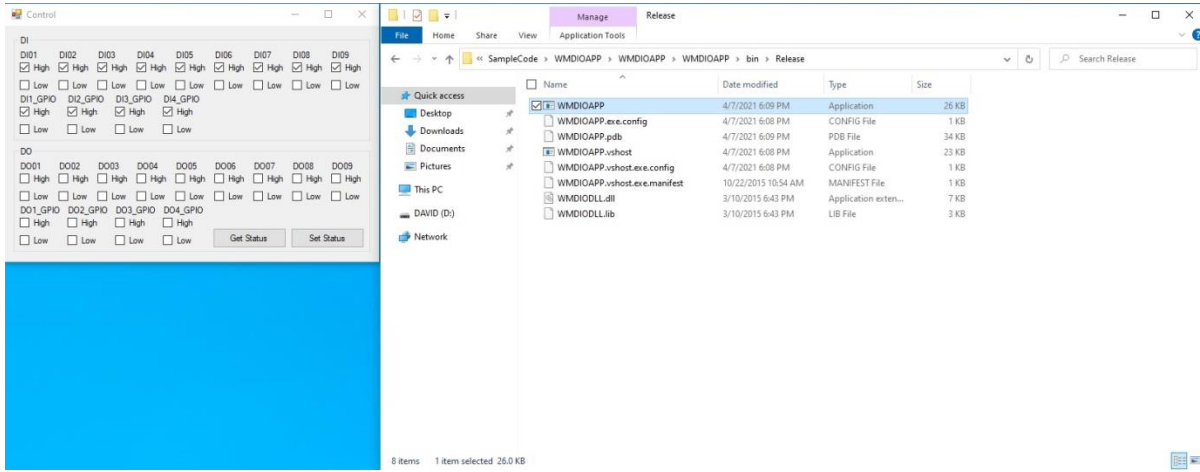 Control
DI
DI01 DI02 DI03 DI04 DI05 DI06 DI07 DI08 DI09
High High High High High High High High High
Low Low Low Low Low Low Low Low Low
DI1_GPIO DI2_GPIO DI3_GPIO DI4_GPIO
High High High High
Low Low Low Low
DO
DO01 DO02 DO03 DO04 DO05 DO06 DO07 DO08 DO09
High High High High High High High High High
Low Low Low Low Low Low Low Low Low
DO1_GPIO DO2_GPIO DO3_GPIO DO4_GPIO
High High High High
Low Low Low Low Get Status Set Status
Manage Release
File Home Share View Application Tools
« SampleCode › WMDIOAPP › WMDIOAPP › WMDIOAPP › bin › Release
Search Release
Quick access
Desktop
Downloads
Documents
Pictures
This PC
DAVID (D:)
Network
Name Date modified Type Size
WMDIOAPP 4/7/2021 6:09 PM Application 26 KB
WMDIOAPP.exe.config 4/7/2021 6:08 PM CONFIG File 1 KB
WMDIOAPP.pdb 4/7/2021 6:09 PM PDB File 34 KB
WMDIOAPP.vshost 4/7/2021 6:08 PM Application 23 KB
WMDIOAPP.vshost.exe.config 4/7/2021 6:08 PM CONFIG File 1 KB
WMDIOAPP.vshost.exe.manifest 10/22/2015 10:54 AM MANIFEST File 1 KB
WMDIODLL.dll 3/10/2015 6:43 PM Application exten... 7 KB
WMDIODLL.lib 3/10/2015 6:43 PM LIB File 3 KB
8 items 1 item selected 26.0 KB